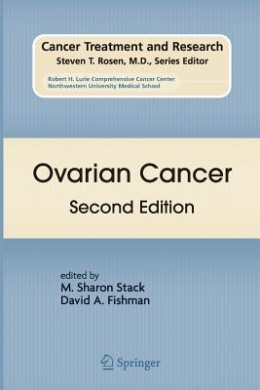 Cancer Treatment and Research
Steven T. Rosen, M.D., Series Editor
Robert H. Lurie Comprehensive Cancer Center
Northwestern University Medical School
Ovarian Cancer
Second Edition
edited by
M. Sharon Stack
David A. Fishman
Springer